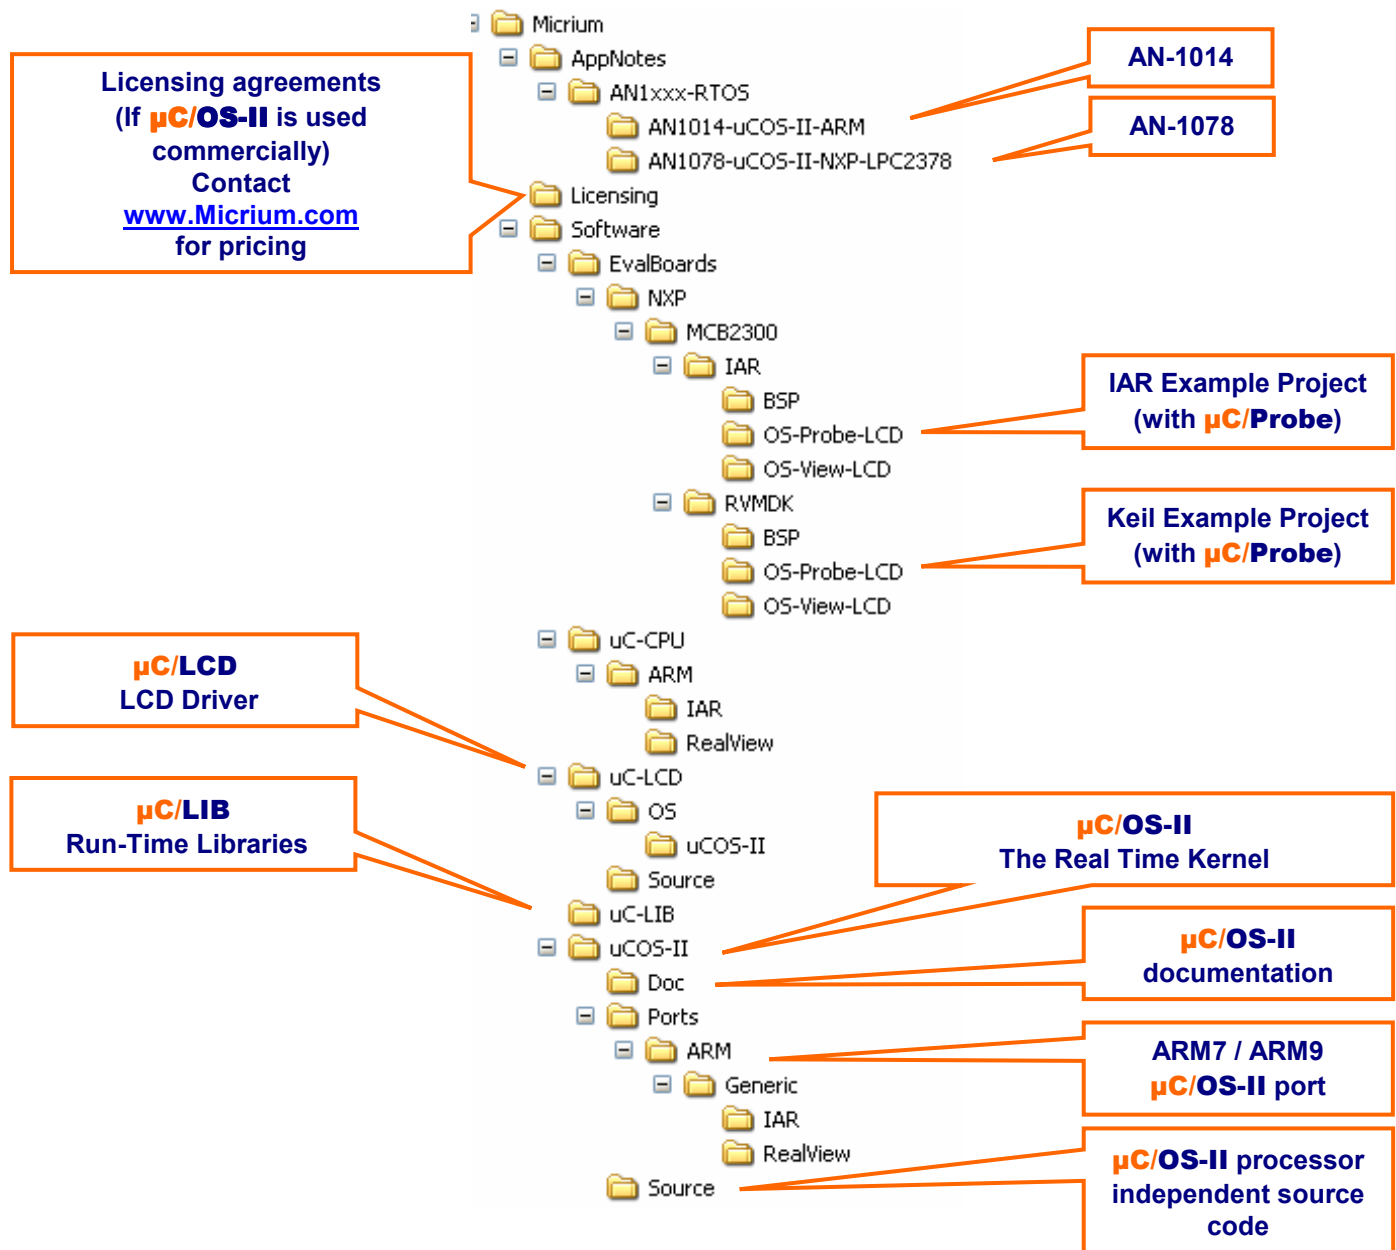 Micrium
AppNotes
AN1xxx-RTOS
AN1014-uCOS-II-ARM
AN1078-uCOS-II-NXP-LPC2378
Licensing
Software
EvalBoards
NXP
MCB2300
IAR
BSP
OS-Probe-LCD
OS-View-LCD
RVMDK
BSP
OS-Probe-LCD
OS-View-LCD
uC-CPU
ARM
IAR
RealView
uC-LCD
OS
uCOS-II
Source
uC-LIB
uCOS-II
Doc
Ports
ARM
Generic
IAR
RealView
Source
Licensing agreements
(If µC/OS-II is used
commercially)
Contact
www.Micrium.com
for pricing
µC/LCD
LCD Driver
µC/LIB
Run-Time Libraries
AN-1014
AN-1078
IAR Example Project
(with µC/Probe)
Keil Example Project
(with µC/Probe)
µC/OS-II
The Real Time Kernel
µC/OS-II
documentation
ARM7 / ARM9
µC/OS-II port
µC/OS-II processor
independent source
code